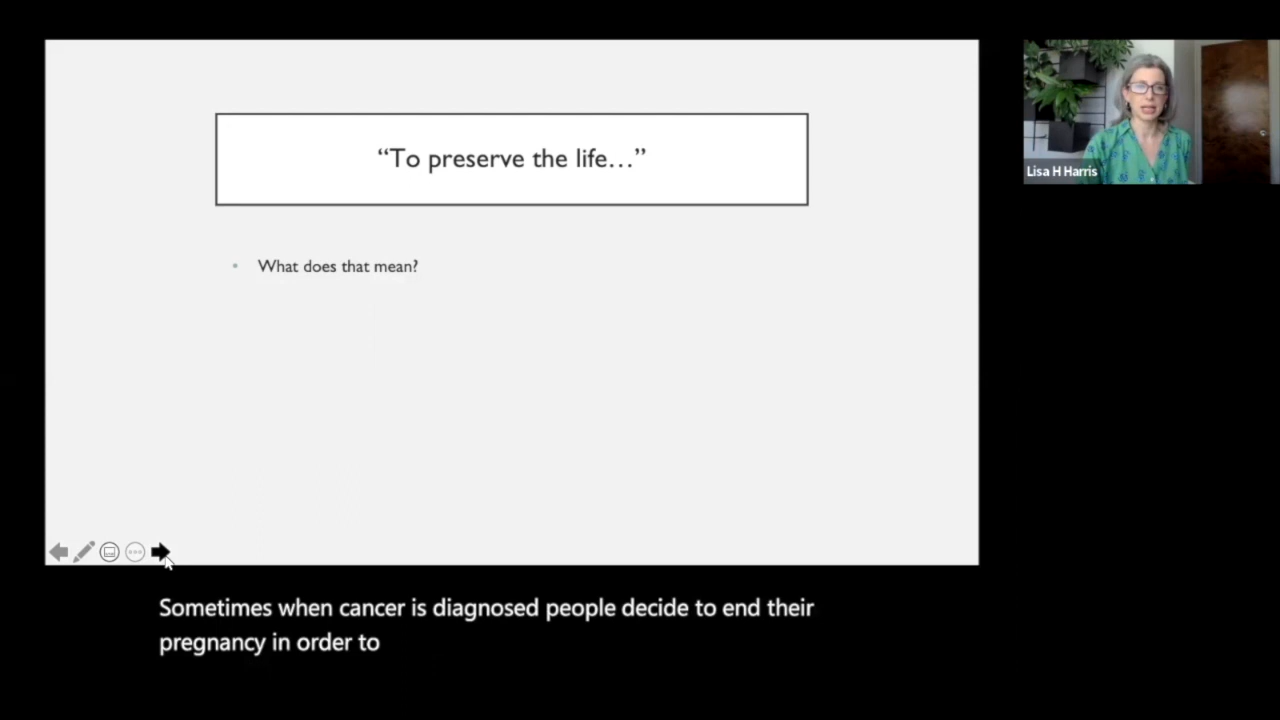 “To preserve the life…”
• What does that mean?
Lisa H Harris
Sometimes when cancer is diagnosed people decide to end their
pregnancy in order to